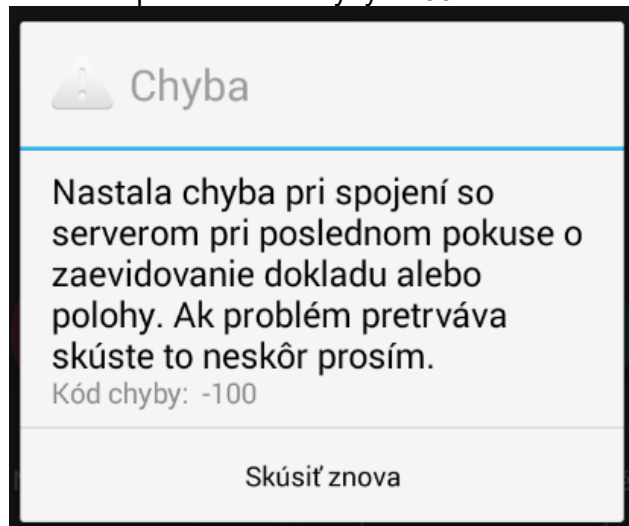 Chyba
Nastala chyba pri spojení so
serverom pri poslednom pokuse o
zaevidovanie dokladu alebo
polohy. Ak problém pretrváva
skúste to neskôr prosím.
Kód chyby: -100
Skúsiť znova